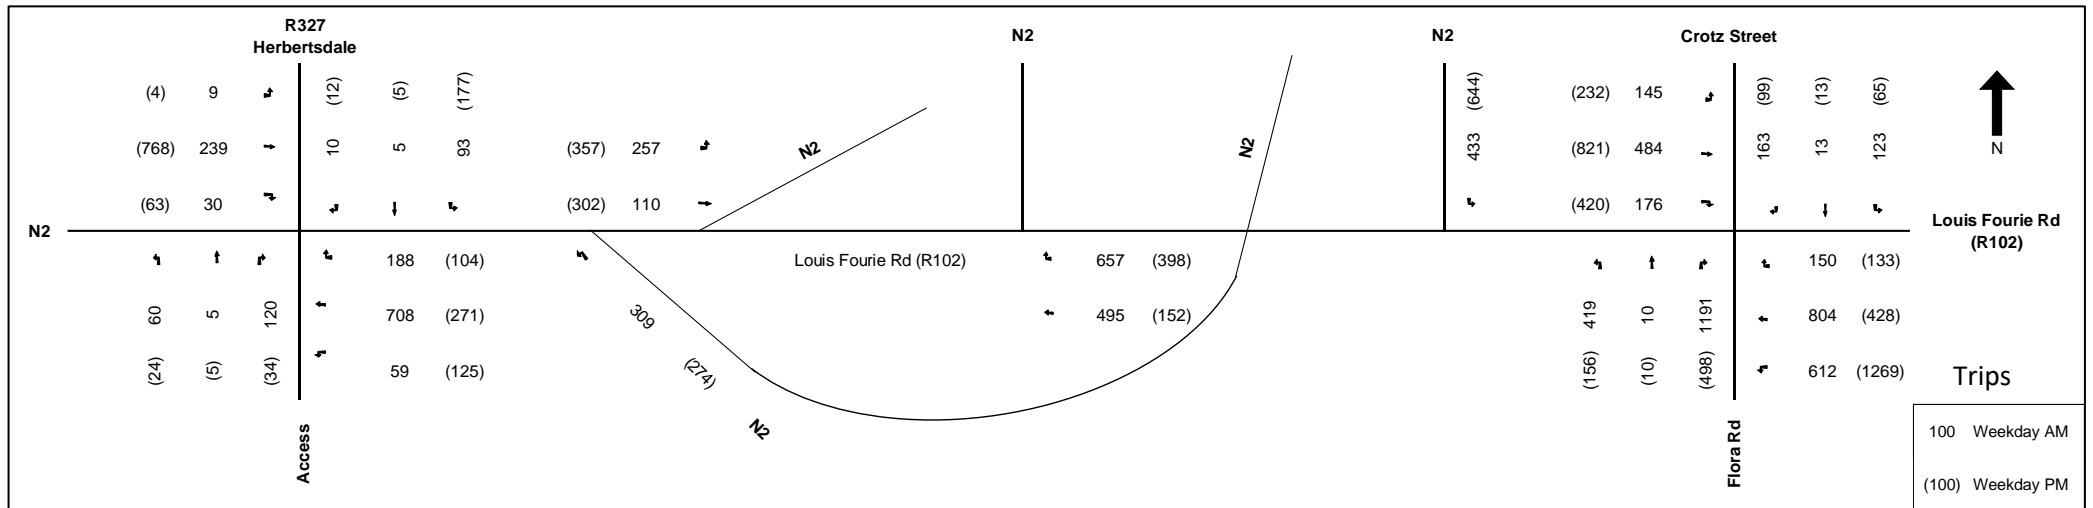 R327
Herbertsdale
N2
N2
Crotz Street
(4) 9 (12) (5) (177)
(644)
(232) 145 (99) (13) (65)
(768) 239 10 5 93
(357) 257
N2
N2
433
(821) 484 163 13 123
N
(63) 30
(302) 110
(420) 176
N2
Louis Fourie Rd
(R102)
188 (104)
Louis Fourie Rd (R102)
657 (398)
150 (133)
60 5 120 708 (271)
309
495 (152)
419 10 1191 804 (428)
(24) (5) (34) 59 (125)
(274)
(156) (10) (498) 612 (1269)
Trips
N2
Access
Flora Rd
100 Weekday AM
(100) Weekday PM